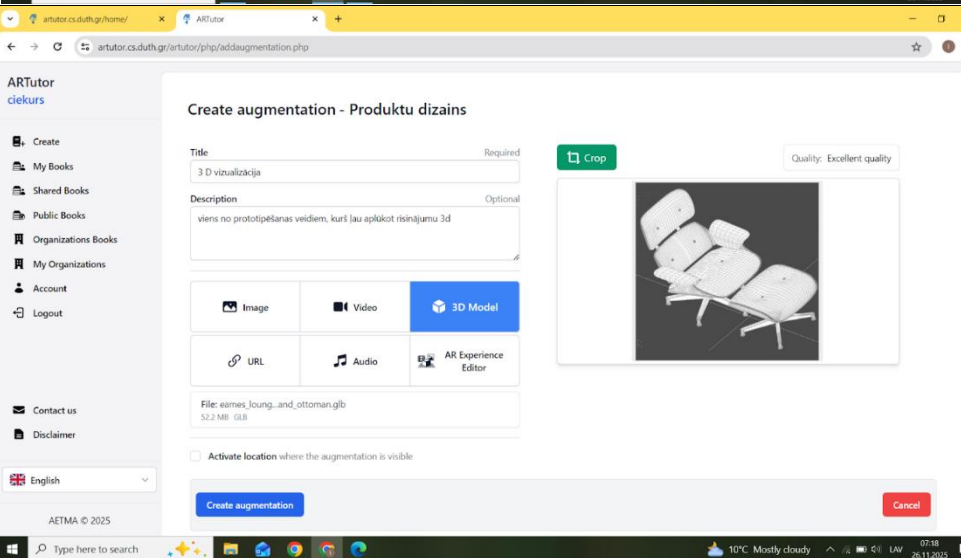 artutor.cs.duth.gr/home/
ARTutor
artutor.cs.duth.gr/artutor/php/addaugmentation.php
ARTutor
ciekurs
Create
My Books
Shared Books
Public Books
Organizations Books
My Organizations
Account
Logout
Contact us
Disclaimer
English
AETMA © 2025
Create augmentation - Produktu dizains
Title Required
3 D vizualizācija
Description Optional
viens no prototipēšanas veidiem, kurš ļau aplūkot risinājumu 3d
Image
Video
3D Model
URL
Audio
AR Experience
Editor
File: eames_loung...and_ottoman.glb
52.2 MB GLB
Activate location where the augmentation is visible
Create augmentation
Cancel
Crop
Quality: Excellent quality
Type here to search
10°C Mostly cloudy
LAV
07:18
26.11.2025